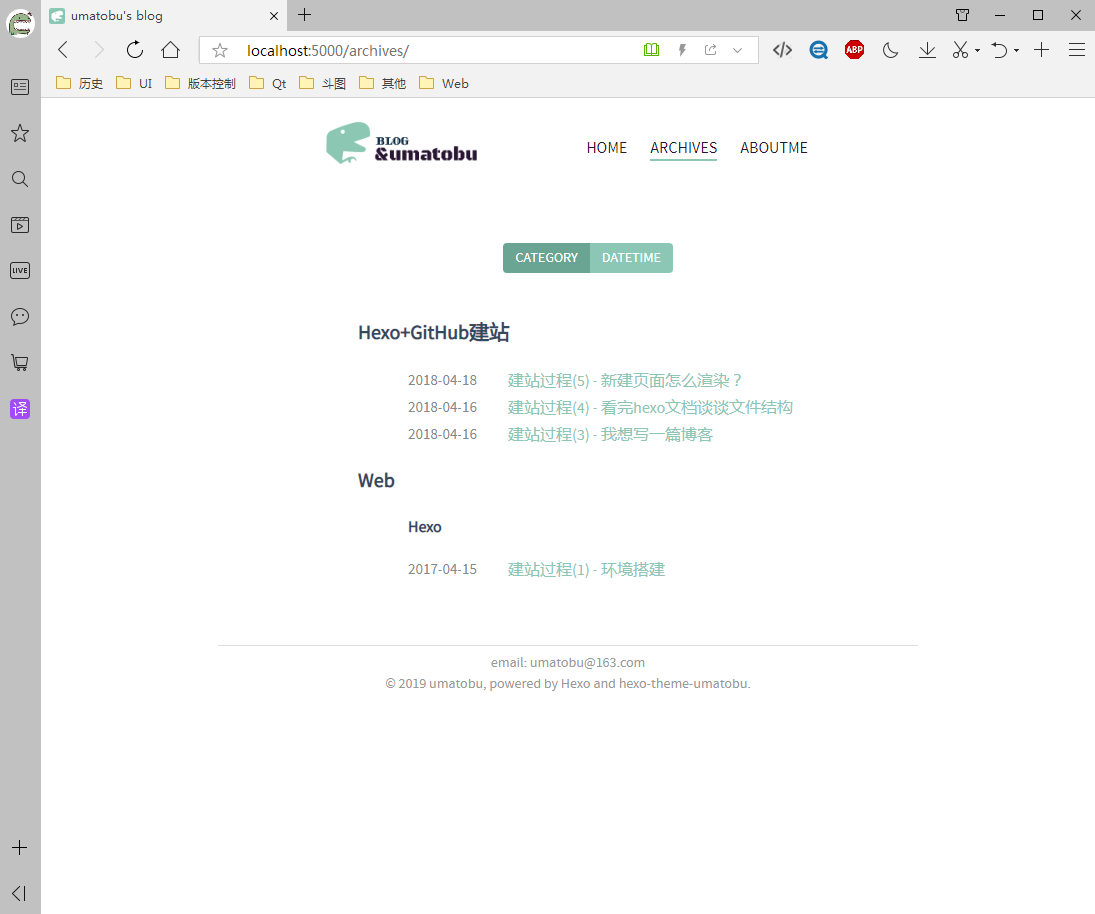 umatobu's blog
localhost:5000/archives/
ABP
历史 UI 版本控制 Qt 斗图 其他 Web
LIVE
译
BLOG
&umatobu
HOME ARCHIVES ABOUTME
CATEGORY DATETIME
Hexo+GitHub建站
2018-04-18 建站过程(5) - 新建页面怎么渲染？
2018-04-16 建站过程(4) - 看完hexo文档谈谈文件结构
2018-04-16 建站过程(3) - 我想写一篇博客
Web
Hexo
2017-04-15 建站过程(1) - 环境搭建
email: umatobu@163.com
© 2019 umatobu, powered by Hexo and hexo-theme-umatobu.